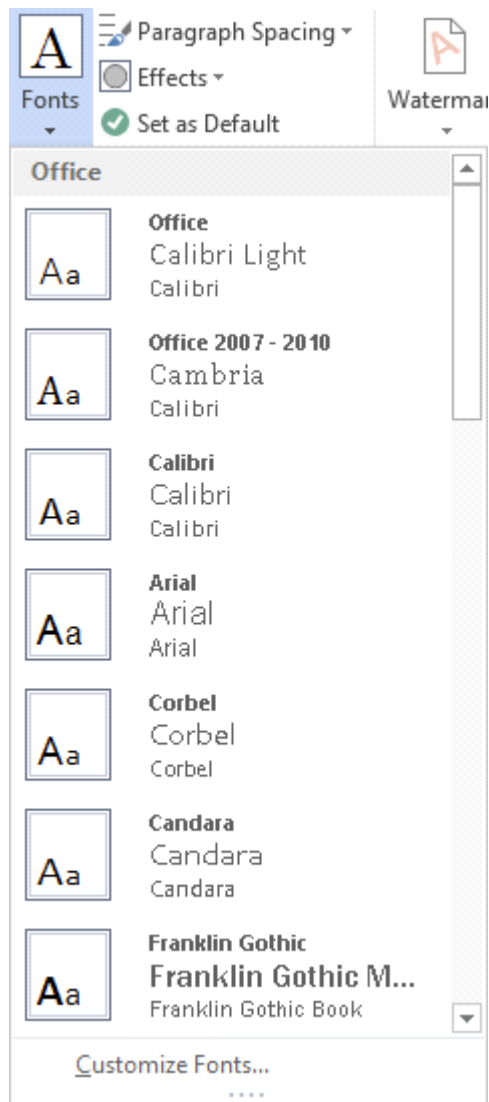 A
Fonts
Paragraph Spacing
Effects
Set as Default
A
Watermar
Office
Aa
Office
Calibri Light
Calibri
Aa
Office 2007 - 2010
Cambria
Calibri
Aa
Calibri
Calibri
Calibri
Aa
Arial
Arial
Arial
Aa
Corbel
Corbel
Corbel
Aa
Candara
Candara
Candara
Aa
Franklin Gothic
Franklin Gothic M...
Franklin Gothic Book
Customize Fonts...